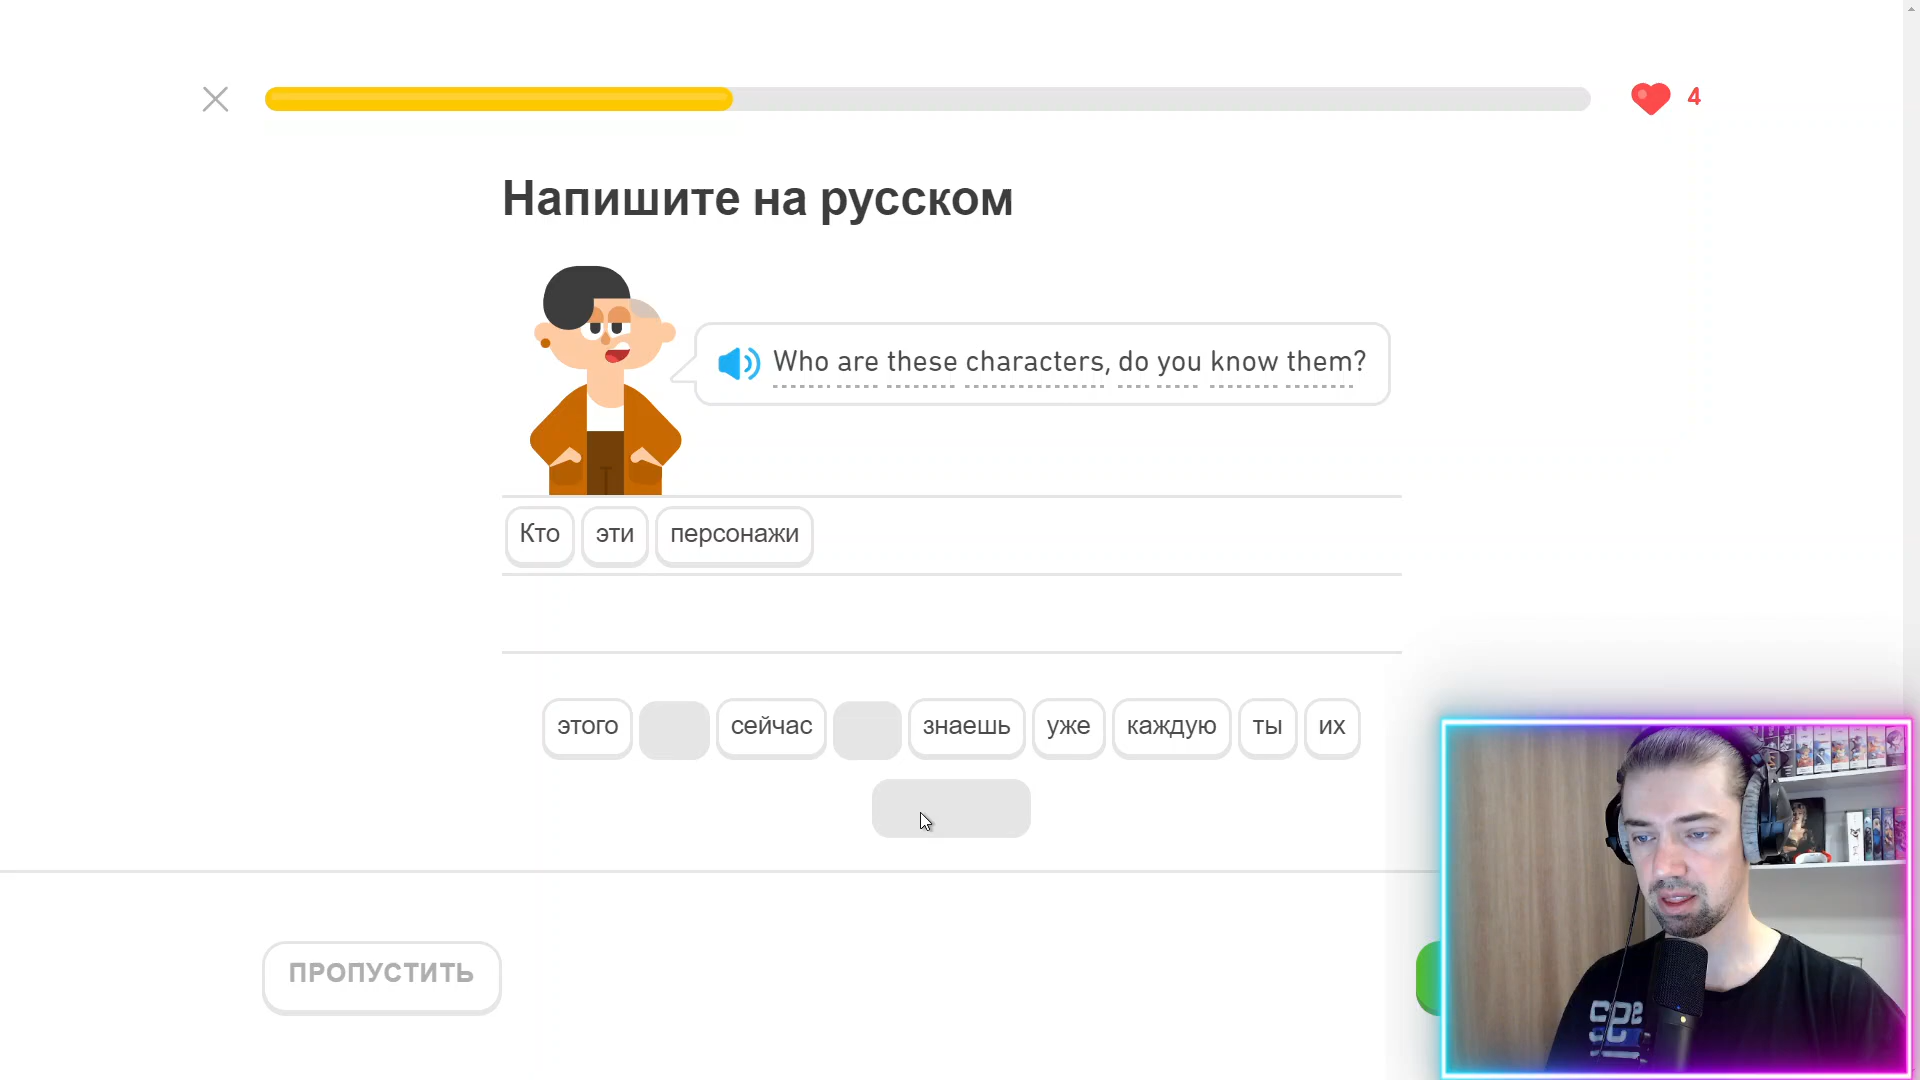 4
Напишите на русском
Who are these characters, do you know them?
Кто эти персонажи
этого сейчас знаешь уже каждую ты их
ПРОПУСТИТЬ